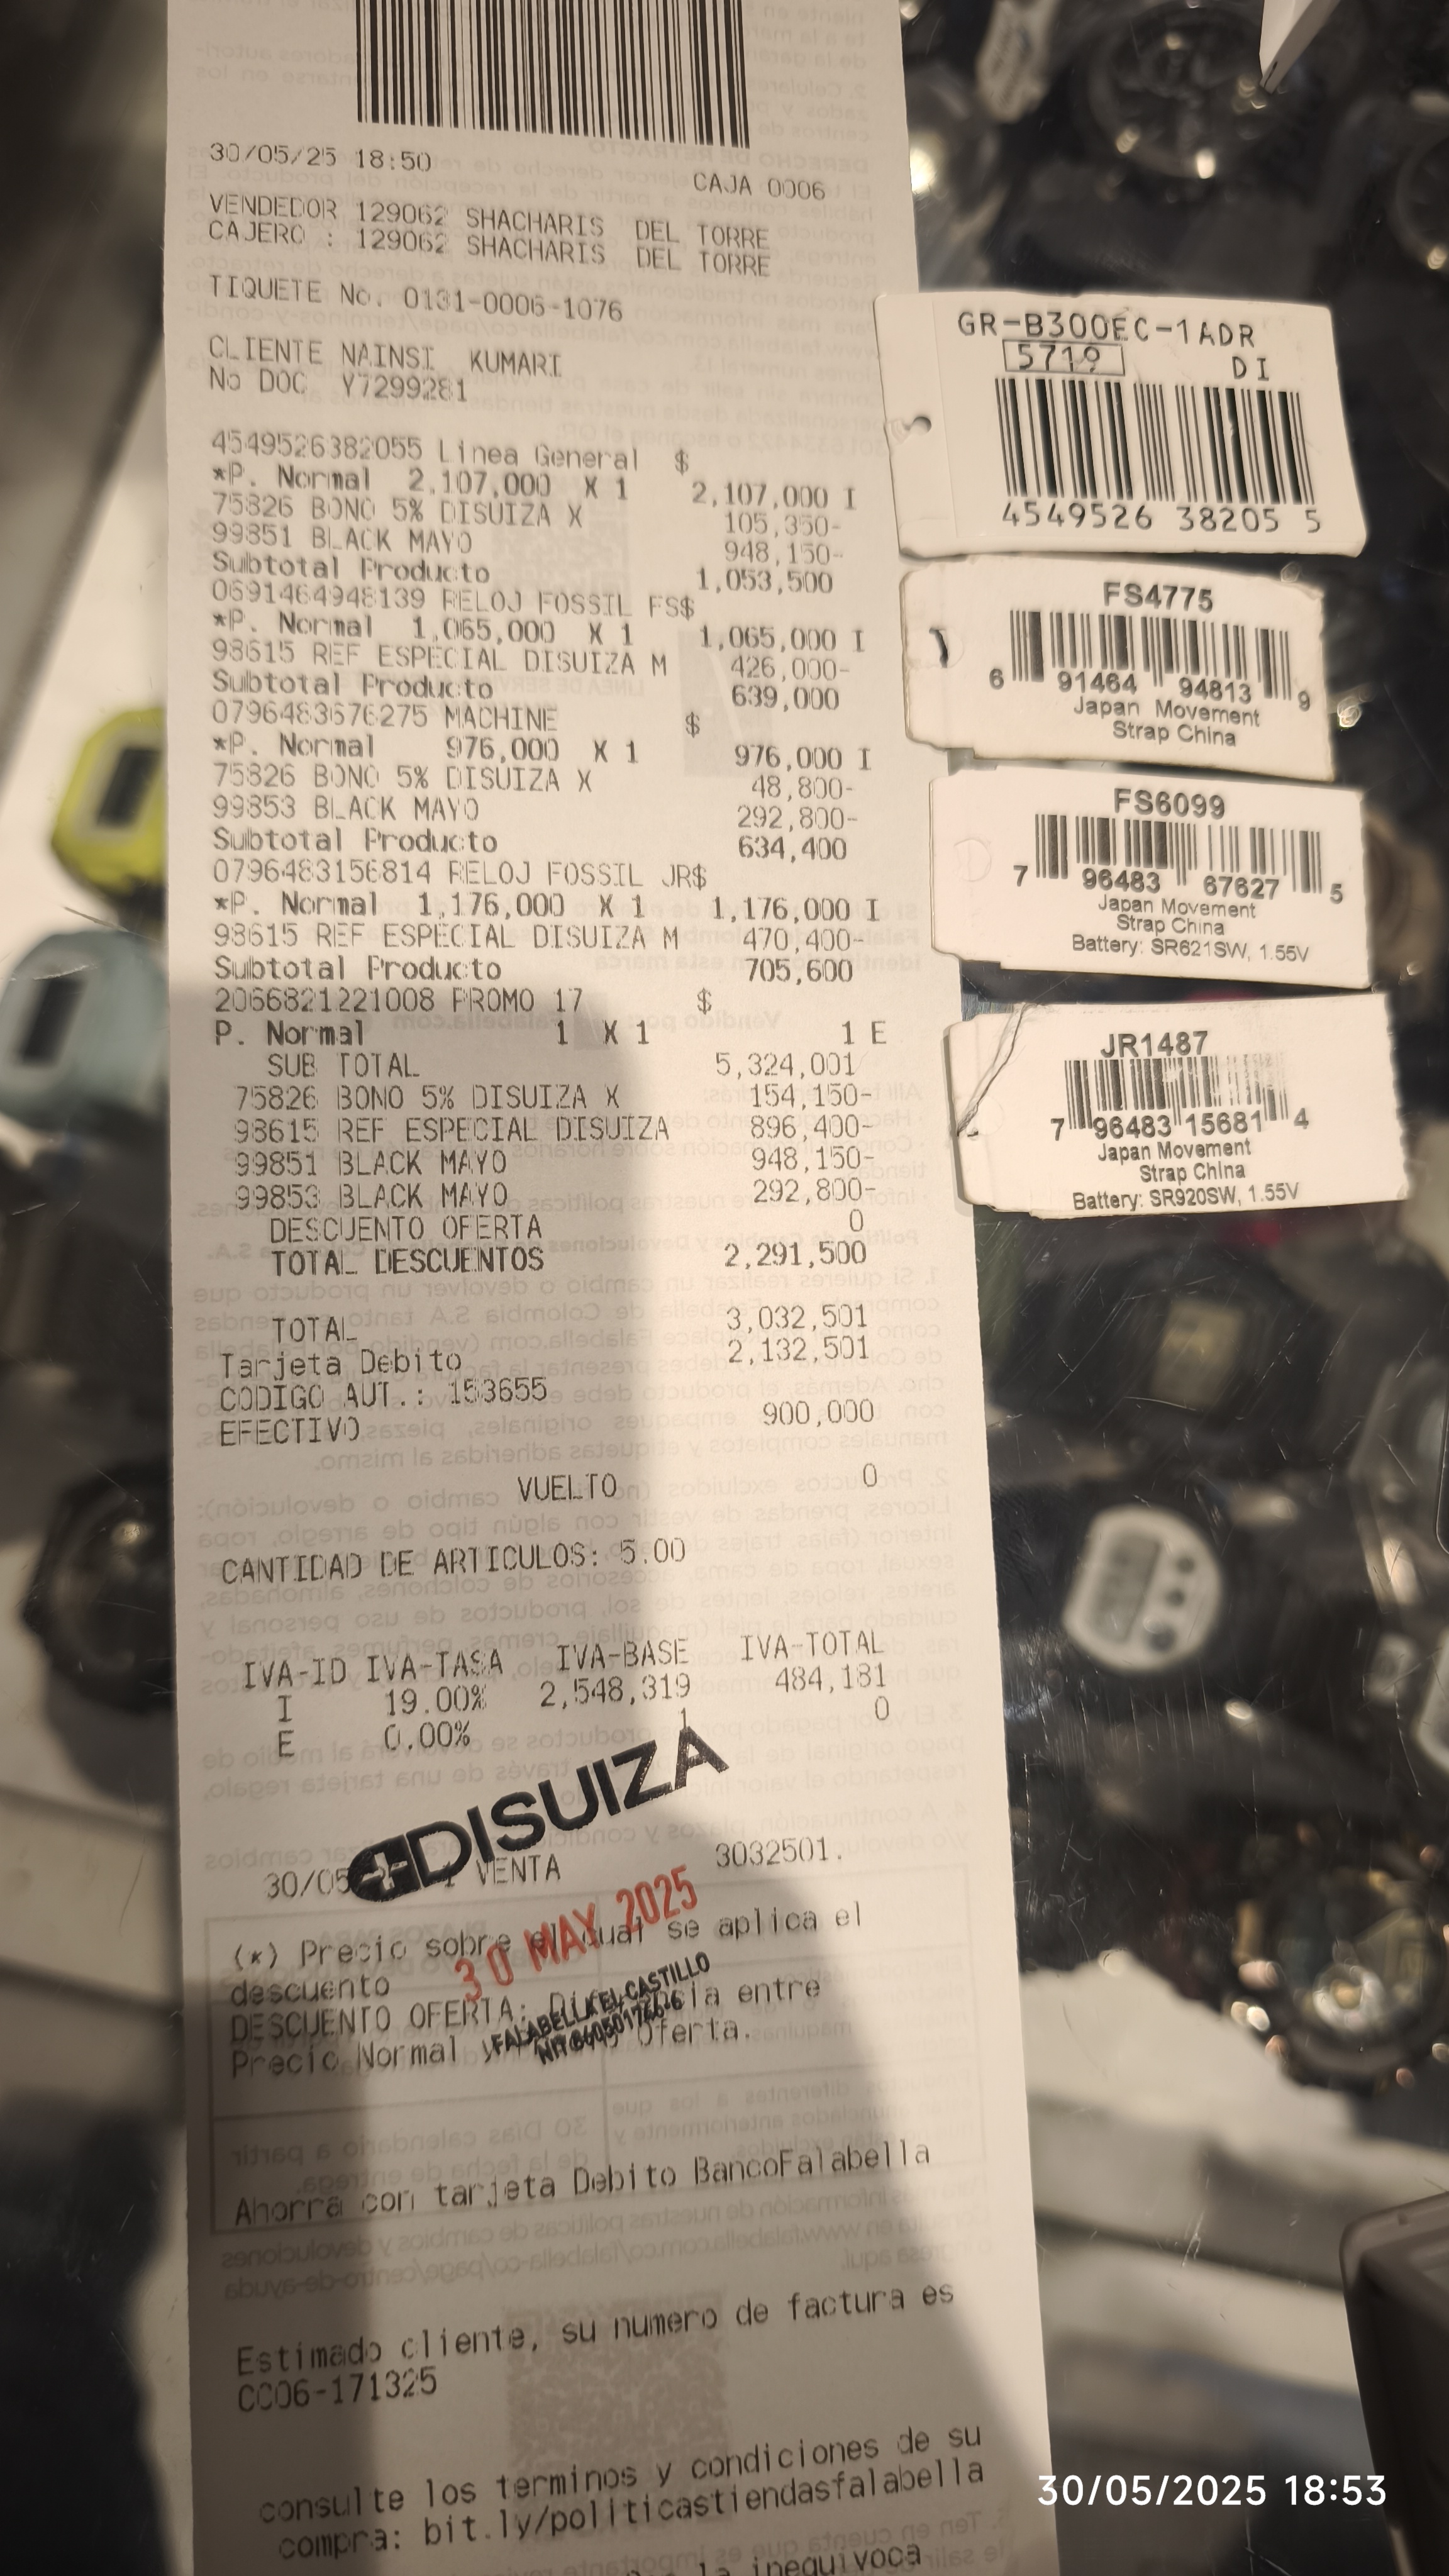 30/05/25 18:50
CAJA 0006
VENDEDOR 129062 SHACHARIS DEL TORRE
CAJERO : 129062 SHACHARIS DEL TORRE
TIQUETE No. 0131-0006-1076
CLIENTE NAINSI KUMARI
No DOC Y7299281
4549526382055 Linea General $
*P. Normal 2,107,000 X 1 2,107,000 I
75826 BONO 5% DISUIZA X 105,350-
99851 BLACK MAYO 948,150-
Subtotal Producto 1,053,500
0691464948139 RELOJ FOSSIL FS$
*P. Normal 1,065,000 X 1 1,065,000 I
98615 REF ESPECIAL DISUIZA M 426,000-
Subtotal Producto 639,000
0796483676275 MACHINE $
*P. Normal 976,000 X 1 976,000 I
75826 BONO 5% DISUIZA X 48,800-
99853 BLACK MAYO 292,800-
Subtotal Producto 634,400
0796483156814 RELOJ FOSSIL JR$
*P. Normal 1,176,000 X 1 1,176,000 I
98615 REF ESPECIAL DISUIZA M 470,400-
Subtotal Producto 705,600
2066821221008 PROMO 17 $
P. Normal 1 X 1 1 E
SUB TOTAL 5,324,001
75826 BONO 5% DISUIZA X 154,150-
98615 REF ESPECIAL DISUIZA 896,400-
99851 BLACK MAYO 948,150-
99853 BLACK MAYO 292,800-
DESCUENTO OFERTA 0
TOTAL DESCUENTOS 2,291,500
TOTAL 3,032,501
Tarjeta Debito 2,132,501
CODIGO AUT.: 153655
EFECTIVO 900,000
VUELTO 0
CANTIDAD DE ARTICULOS: 5.00
IVA-ID IVA-TASA IVA-BASE IVA-TOTAL
I 19.00% 2,548,319 484,181
E 0.00% 1 0
DISUIZA
30/05 VENTA 3032501.
30 MAY 2025
(*) Precio sobre el cual se aplica el
descuento
FALABELLA EL CASTILLO
DESCUENTO OFERTA: Diferencia entre
Precio Normal y Oferta.
Ahorra con tarjeta Debito BancoFalabella
Estimado cliente, su numero de factura es
CC06-171325
consulte los terminos y condiciones de su
compra: bit.ly/politicastiendasfalabella
la inequivoca
GR-B300EC-1ADR
5719 DI
4549526 38205 5
FS4775
6 91464 94813 9
Japan Movement
Strap China
FS6099
7 96483 67627 5
Japan Movement
Strap China
Battery: SR621SW, 1.55V
JR1487
7 96483 15681 4
Japan Movement
Strap China
Battery: SR920SW, 1.55V
30/05/2025 18:53